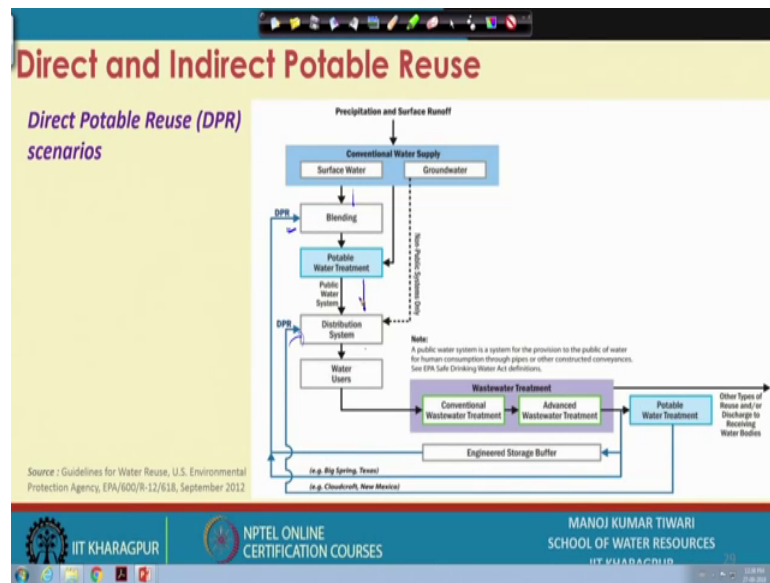 Direct and Indirect Potable Reuse
Direct Potable Reuse (DPR)
scenarios
Precipitation and Surface Runoff
Conventional Water Supply
Surface Water
Groundwater
DPR
Blending
Potable
Water Treatment
Non-Public Systems Only
Public
Water
System
DPR
Distribution
System
Water
Users
Note:
A public water system is a system for the provision to the public of water
for human consumption through pipes or other constructed conveyances.
See EPA Safe Drinking Water Act definitions.
Wastewater Treatment
Conventional
Wastewater Treatment
Advanced
Wastewater Treatment
Potable
Water Treatment
Other Types of
Reuse and/or
Discharge to
Receiving
Water Bodies
Engineered Storage Buffer
(e.g. Big Spring, Texas)
(e.g. Cloudcroft, New Mexico)
Source : Guidelines for Water Reuse, U.S. Environmental
Protection Agency, EPA/600/R-12/618, September 2012
IIT KHARAGPUR
NPTEL ONLINE
CERTIFICATION COURSES
MANOJ KUMAR TIWARI
SCHOOL OF WATER RESOURCES
IIT KHARAGPUR
29